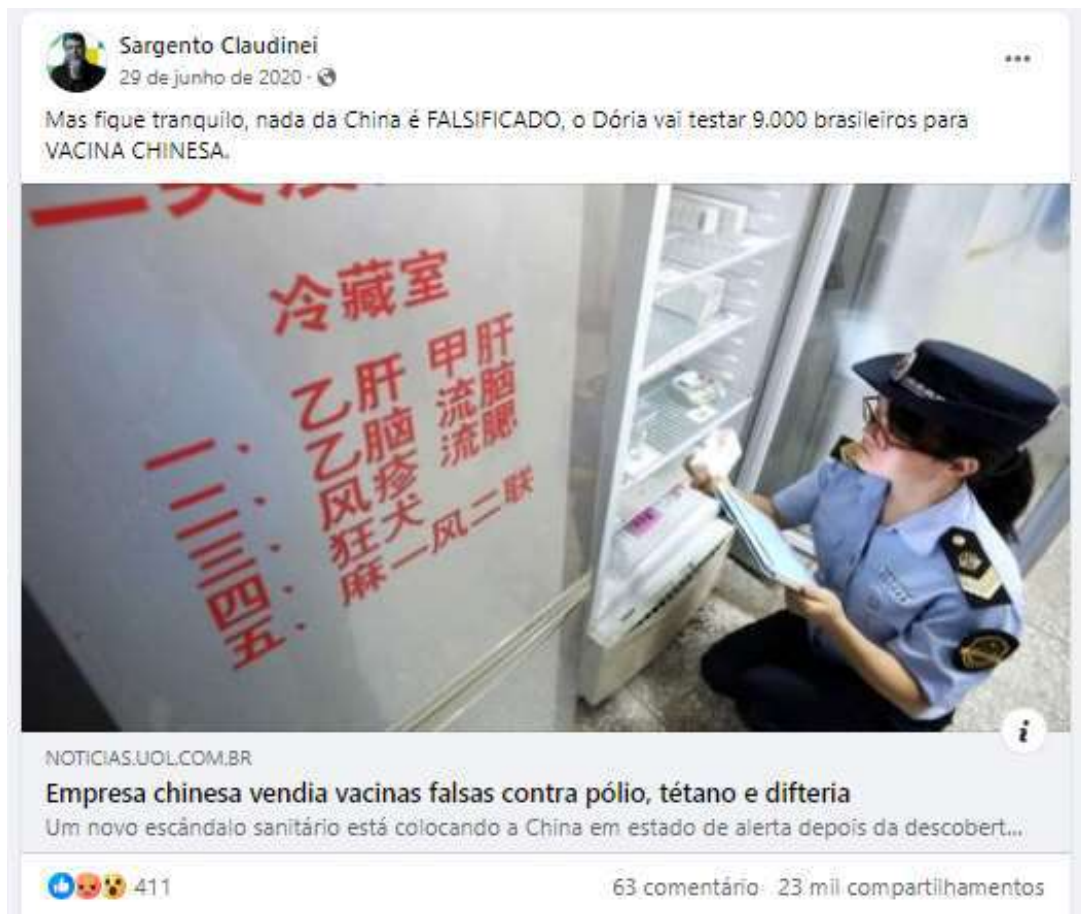 Sargento Claudinei
29 de junho de 2020 ·
Mas fique tranquilo, nada da China é FALSIFICADO, o Dória vai testar 9.000 brasileiros para
VACINA CHINESA.
冷藏室
一、乙肝 甲肝
二、乙脑 流脑
三、风疹 流腮
四、狂犬
五、麻一风二联
NOTICIAS.UOL.COM.BR
Empresa chinesa vendia vacinas falsas contra pólio, tétano e difteria
Um novo escândalo sanitário está colocando a China em estado de alerta depois da descobert...
411
63 comentário 23 mil compartilhamentos